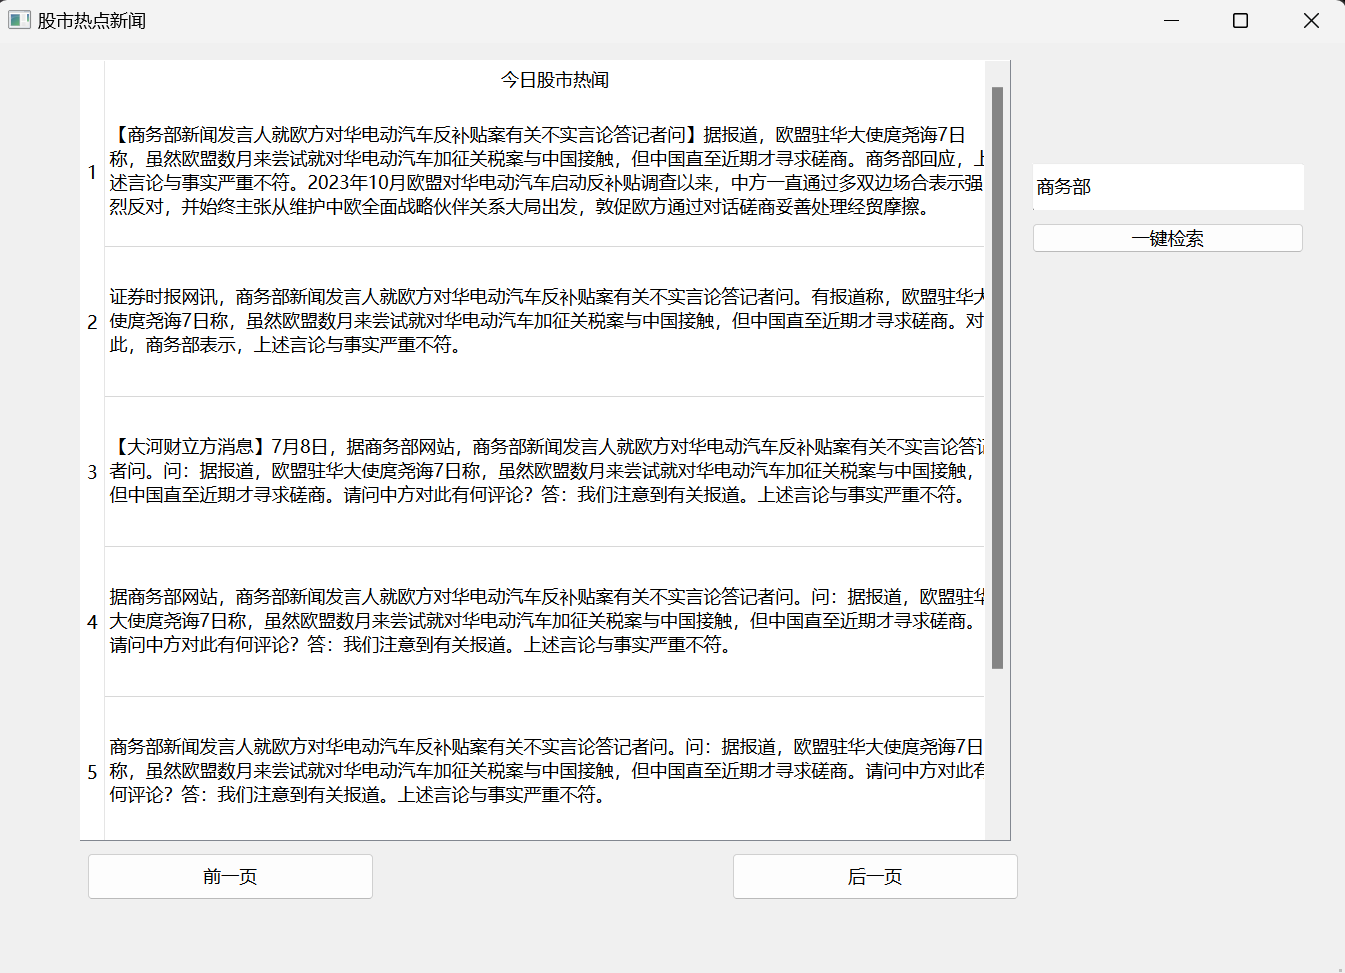 股市热点新闻
今日股市热闻
1
【商务部新闻发言人就欧方对华电动汽车反补贴案有关不实言论答记者问】据报道，欧盟驻华大使庹尧诲7日
称，虽然欧盟数月来尝试就对华电动汽车加征关税案与中国接触，但中国直至近期才寻求磋商。商务部回应，上
述言论与事实严重不符。2023年10月欧盟对华电动汽车启动反补贴调查以来，中方一直通过多双边场合表示强
烈反对，并始终主张从维护中欧全面战略伙伴关系大局出发，敦促欧方通过对话磋商妥善处理经贸摩擦。
2
证券时报网讯，商务部新闻发言人就欧方对华电动汽车反补贴案有关不实言论答记者问。有报道称，欧盟驻华大
使庹尧诲7日称，虽然欧盟数月来尝试就对华电动汽车加征关税案与中国接触，但中国直至近期才寻求磋商。对
此，商务部表示，上述言论与事实严重不符。
3
【大河财立方消息】7月8日，据商务部网站，商务部新闻发言人就欧方对华电动汽车反补贴案有关不实言论答记
者问。问：据报道，欧盟驻华大使庹尧诲7日称，虽然欧盟数月来尝试就对华电动汽车加征关税案与中国接触，
但中国直至近期才寻求磋商。请问中方对此有何评论？答：我们注意到有关报道。上述言论与事实严重不符。
4
据商务部网站，商务部新闻发言人就欧方对华电动汽车反补贴案有关不实言论答记者问。问：据报道，欧盟驻华
大使庹尧诲7日称，虽然欧盟数月来尝试就对华电动汽车加征关税案与中国接触，但中国直至近期才寻求磋商。
请问中方对此有何评论？答：我们注意到有关报道。上述言论与事实严重不符。
5
商务部新闻发言人就欧方对华电动汽车反补贴案有关不实言论答记者问。问：据报道，欧盟驻华大使庹尧诲7日
称，虽然欧盟数月来尝试就对华电动汽车加征关税案与中国接触，但中国直至近期才寻求磋商。请问中方对此有
何评论？答：我们注意到有关报道。上述言论与事实严重不符。
商务部
一键检索
前一页
后一页